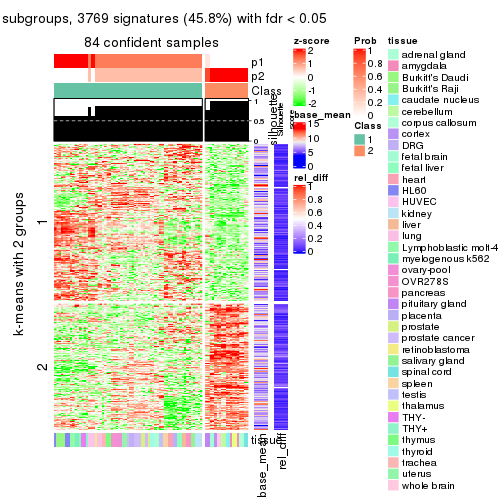 subgroups, 3769 signatures (45.8%) with fdr < 0.05
84 confident samples
p1
p2
Class
silhouette
score
1
0.5
0
k-means with 2 groups
1
2
tissue
base_mean
rel_diff
z-score
2
1
0
-1
-2
base_mean
15
10
5
0
rel_diff
1
0.8
0.6
0.4
0.2
0
Prob
1
0.8
0.6
0.4
0.2
0
Class
1
2
tissue
adrenal gland
amygdala
Burkitt's Daudi
Burkitt's Raji
caudate nucleus
cerebellum
corpus callosum
cortex
DRG
fetal brain
fetal liver
heart
HL60
HUVEC
kidney
liver
lung
Lymphoblastic molt-4
myelogenous k562
ovary-pool
OVR278S
pancreas
pituitary gland
placenta
prostate
prostate cancer
retinoblastoma
salivary gland
spinal cord
spleen
testis
thalamus
THY-
THY+
thymus
thyroid
trachea
uterus
whole brain